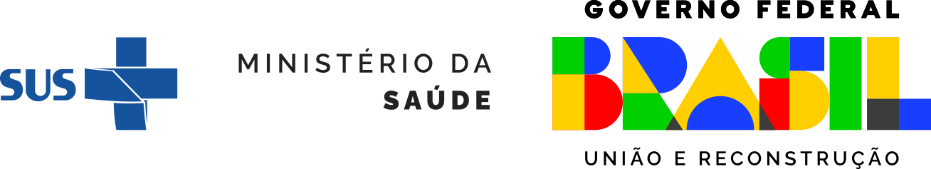 SUS
MINISTÉRIO DA
SAÚDE
GOVERNO FEDERAL
BRASIL
UNIÃO E RECONSTRUÇÃO